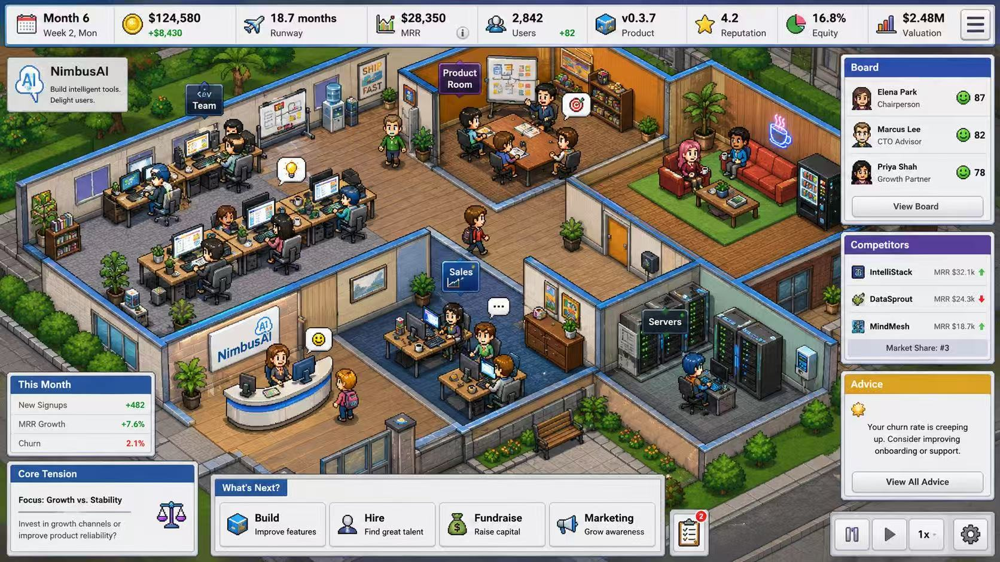 Month 6
Week 2, Mon
$124,580
+$8,430
18.7 months
Runway
$28,350
MRR
i
2,842
Users
+82
v0.3.7
Product
4.2
Reputation
16.8%
Equity
$2.48M
Valuation
AI
NimbusAI
Build intelligent tools.
Delight users.
Team
SHIP
FAST
Product
Room
Board
Elena Park
Chairperson
87
Marcus Lee
CTO Advisor
82
Priya Shah
Growth Partner
78
View Board
Competitors
IntelliStack
MRR $32.1k
DataSprout
MRR $24.3k
MindMesh
MRR $18.7k
Market Share: #3
Sales
...
Servers
AI
NimbusAI
This Month
New Signups
+482
MRR Growth
+7.6%
Churn
2.1%
Advice
Your churn rate is creeping
up. Consider improving
onboarding or support.
View All Advice
Core Tension
Focus: Growth vs. Stability
Invest in growth channels or
improve product reliability?
What's Next?
Build
Improve features
Hire
Find great talent
Fundraise
Raise capital
Marketing
Grow awareness
2
1x